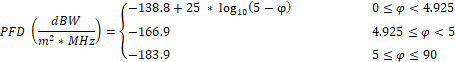 PFD (dBW / m² * MHz) = { −138.8 + 25 * log₁₀(5 − φ)   0 ≤ φ < 4.925
−166.9   4.925 ≤ φ < 5
−183.9   5 ≤ φ ≤ 90